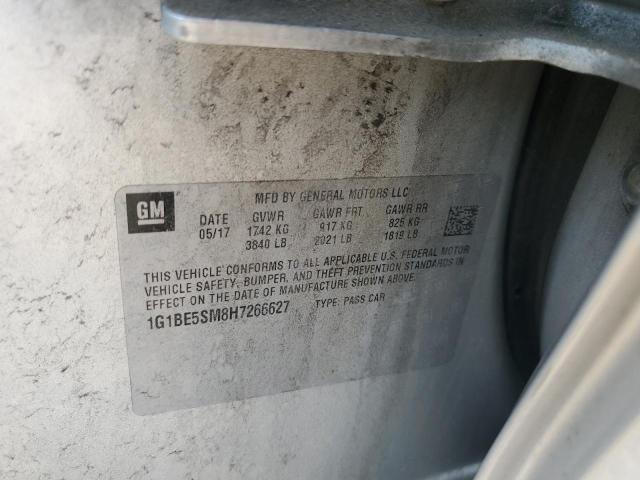 GM
MFD BY GENERAL MOTORS LLC
DATE GVWR GAWR FRT GAWR RR
05/17 1742 KG 917 KG 825 KG
3840 LB 2021 LB 1819 LB
THIS VEHICLE CONFORMS TO ALL APPLICABLE U.S. FEDERAL MOTOR
VEHICLE SAFETY, BUMPER, AND THEFT PREVENTION STANDARDS IN
EFFECT ON THE DATE OF MANUFACTURE SHOWN ABOVE.
1G1BE5SM8H7266627 TYPE: PASS CAR